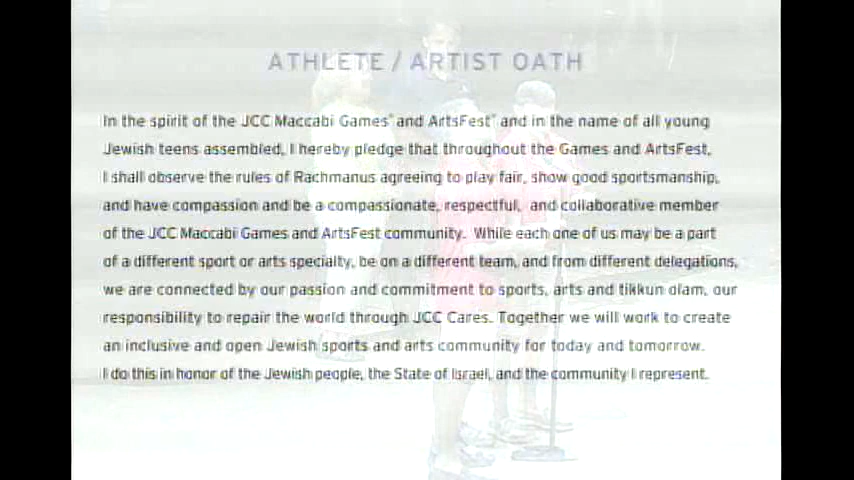 ATHLETE / ARTIST OATH
In the spirit of the JCC Maccabi Games® and ArtsFest® and in the name of all young
Jewish teens assembled, I hereby pledge that throughout the Games and ArtsFest,
I shall observe the rules of Rachmanus agreeing to play fair, show good sportsmanship,
and have compassion and be a compassionate, respectful, and collaborative member
of the JCC Maccabi Games and ArtsFest community. While each one of us may be a part
of a different sport or arts specialty, be on a different team, and from different delegations,
we are connected by our passion and commitment to sports, arts and tikkun olam, our
responsibility to repair the world through JCC Cares. Together we will work to create
an inclusive and open Jewish sports and arts community for today and tomorrow.
I do this in honor of the Jewish people, the State of Israel, and the community I represent.